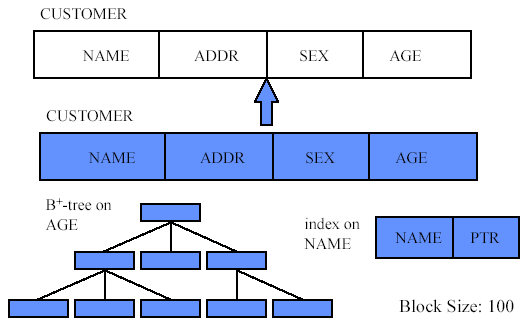 CUSTOMER
NAME ADDR SEX AGE
CUSTOMER
NAME ADDR SEX AGE
B+-tree on
AGE
index on
NAME
NAME PTR
Block Size: 100